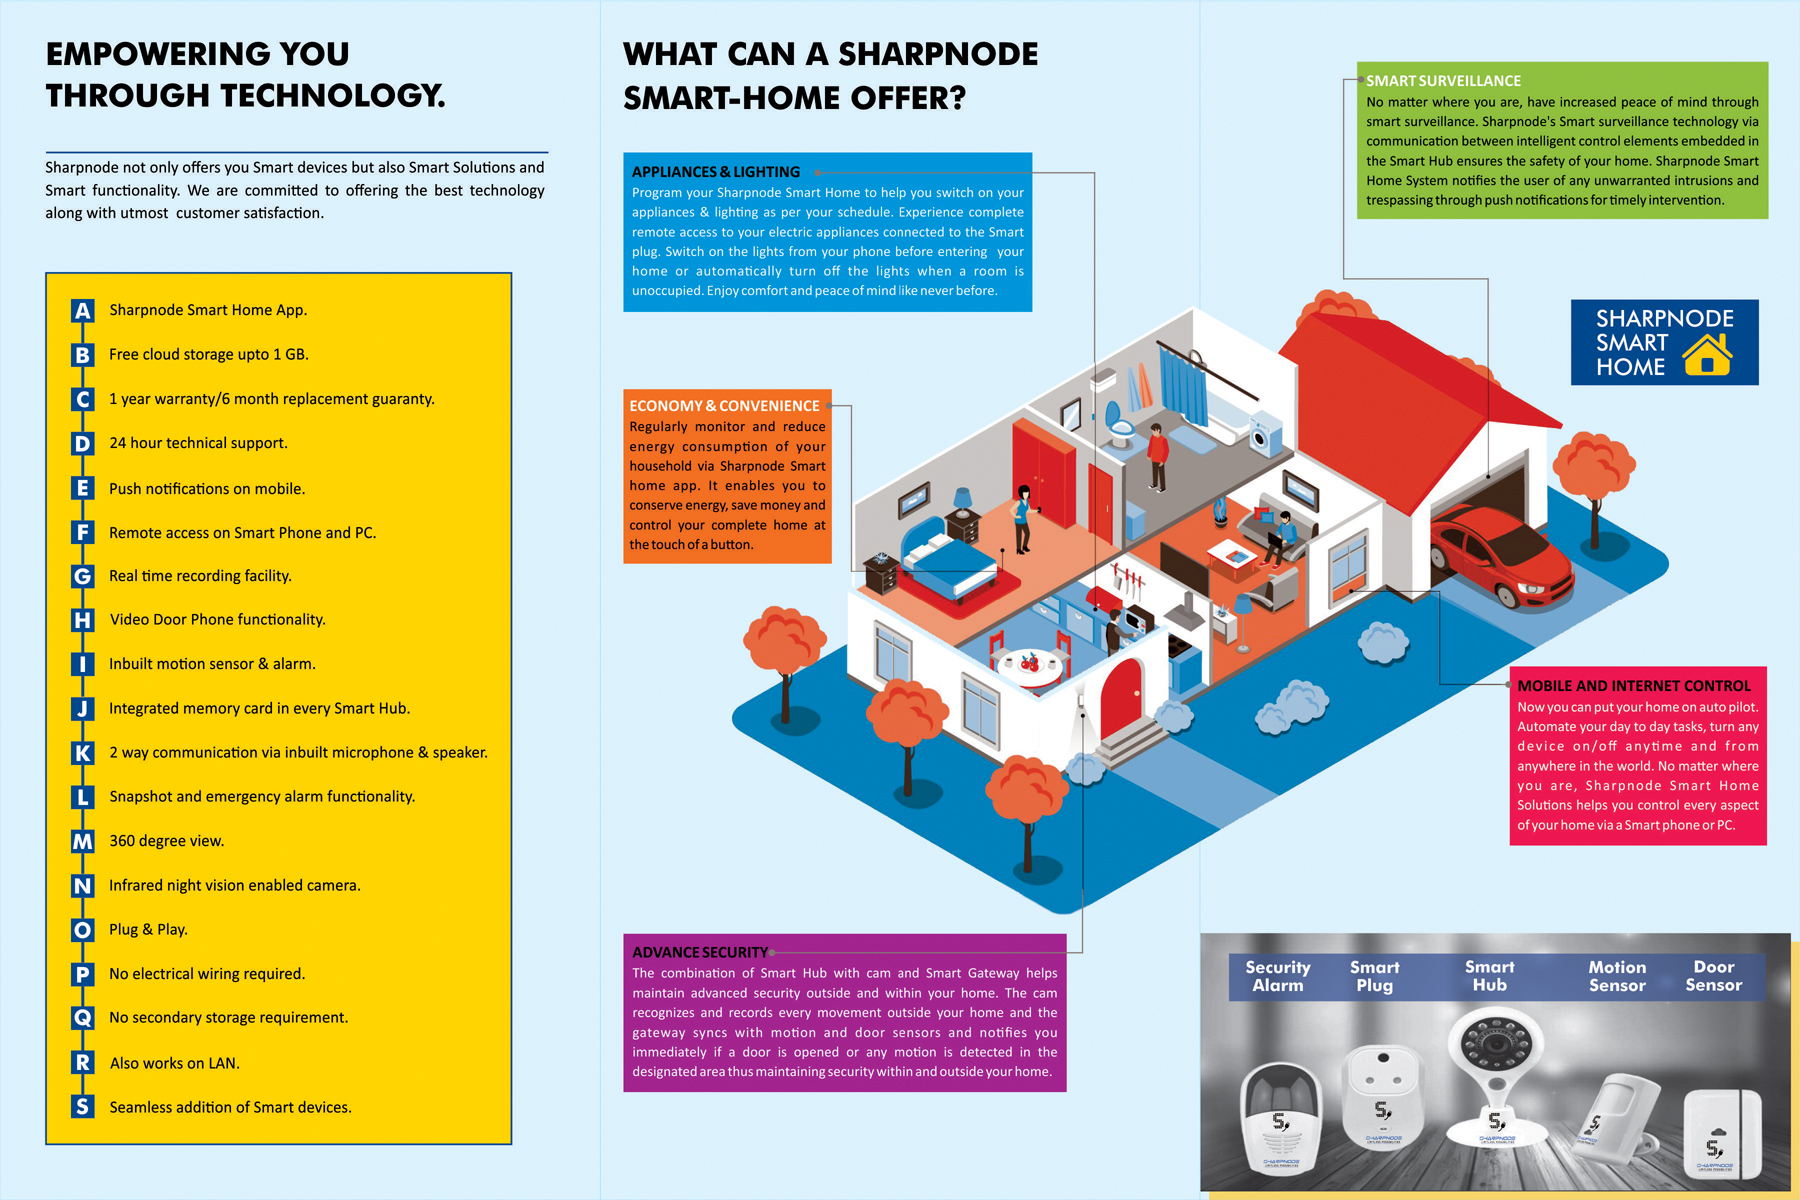 EMPOWERING YOU
THROUGH TECHNOLOGY.
Sharpnode not only offers you Smart devices but also Smart Solutions and
Smart functionality. We are committed to offering the best technology
along with utmost customer satisfaction.
A Sharpnode Smart Home App.
B Free cloud storage upto 1 GB.
C 1 year warranty/6 month replacement guaranty.
D 24 hour technical support.
E Push notifications on mobile.
F Remote access on Smart Phone and PC.
G Real time recording facility.
H Video Door Phone functionality.
I Inbuilt motion sensor & alarm.
J Integrated memory card in every Smart Hub.
K 2 way communication via inbuilt microphone & speaker.
L Snapshot and emergency alarm functionality.
M 360 degree view.
N Infrared night vision enabled camera.
O Plug & Play.
P No electrical wiring required.
Q No secondary storage requirement.
R Also works on LAN.
S Seamless addition of Smart devices.
WHAT CAN A SHARPNODE
SMART-HOME OFFER?
APPLIANCES & LIGHTING
Program your Sharpnode Smart Home to help you switch on your
appliances & lighting as per your schedule. Experience complete
remote access to your electric appliances connected to the Smart
plug. Switch on the lights from your phone before entering your
home or automatically turn off the lights when a room is
unoccupied. Enjoy comfort and peace of mind like never before.
ECONOMY & CONVENIENCE
Regularly monitor and reduce
energy consumption of your
household via Sharpnode Smart
home app. It enables you to
conserve energy, save money and
control your complete home at
the touch of a button.
ADVANCE SECURITY
The combination of Smart Hub with cam and Smart Gateway helps
maintain advanced security outside and within your home. The cam
recognizes and records every movement outside your home and the
gateway syncs with motion and door sensors and notifies you
immediately if a door is opened or any motion is detected in the
designated area thus maintaining security within and outside your home.
SMART SURVEILLANCE
No matter where you are, have increased peace of mind through
smart surveillance. Sharpnode's Smart surveillance technology via
communication between intelligent control elements embedded in
the Smart Hub ensures the safety of your home. Sharpnode Smart
Home System notifies the user of any unwarranted intrusions and
trespassing through push notifications for timely intervention.
SHARPNODE
SMART
HOME
MOBILE AND INTERNET CONTROL
Now you can put your home on auto pilot.
Automate your day to day tasks, turn any
device on/off anytime and from
anywhere in the world. No matter where
you are, Sharpnode Smart Home
Solutions helps you control every aspect
of your home via a Smart phone or PC.
Security Alarm
Smart Plug
Smart Hub
Motion Sensor
Door Sensor